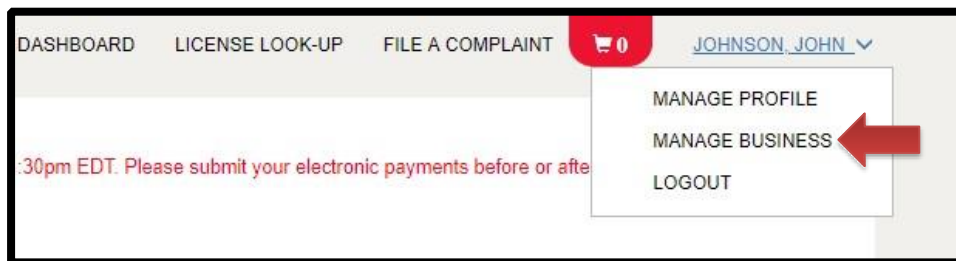 DASHBOARD LICENSE LOOK-UP FILE A COMPLAINT 0 JOHNSON, JOHN
MANAGE PROFILE
MANAGE BUSINESS
:30pm EDT. Please submit your electronic payments before or afte
LOGOUT